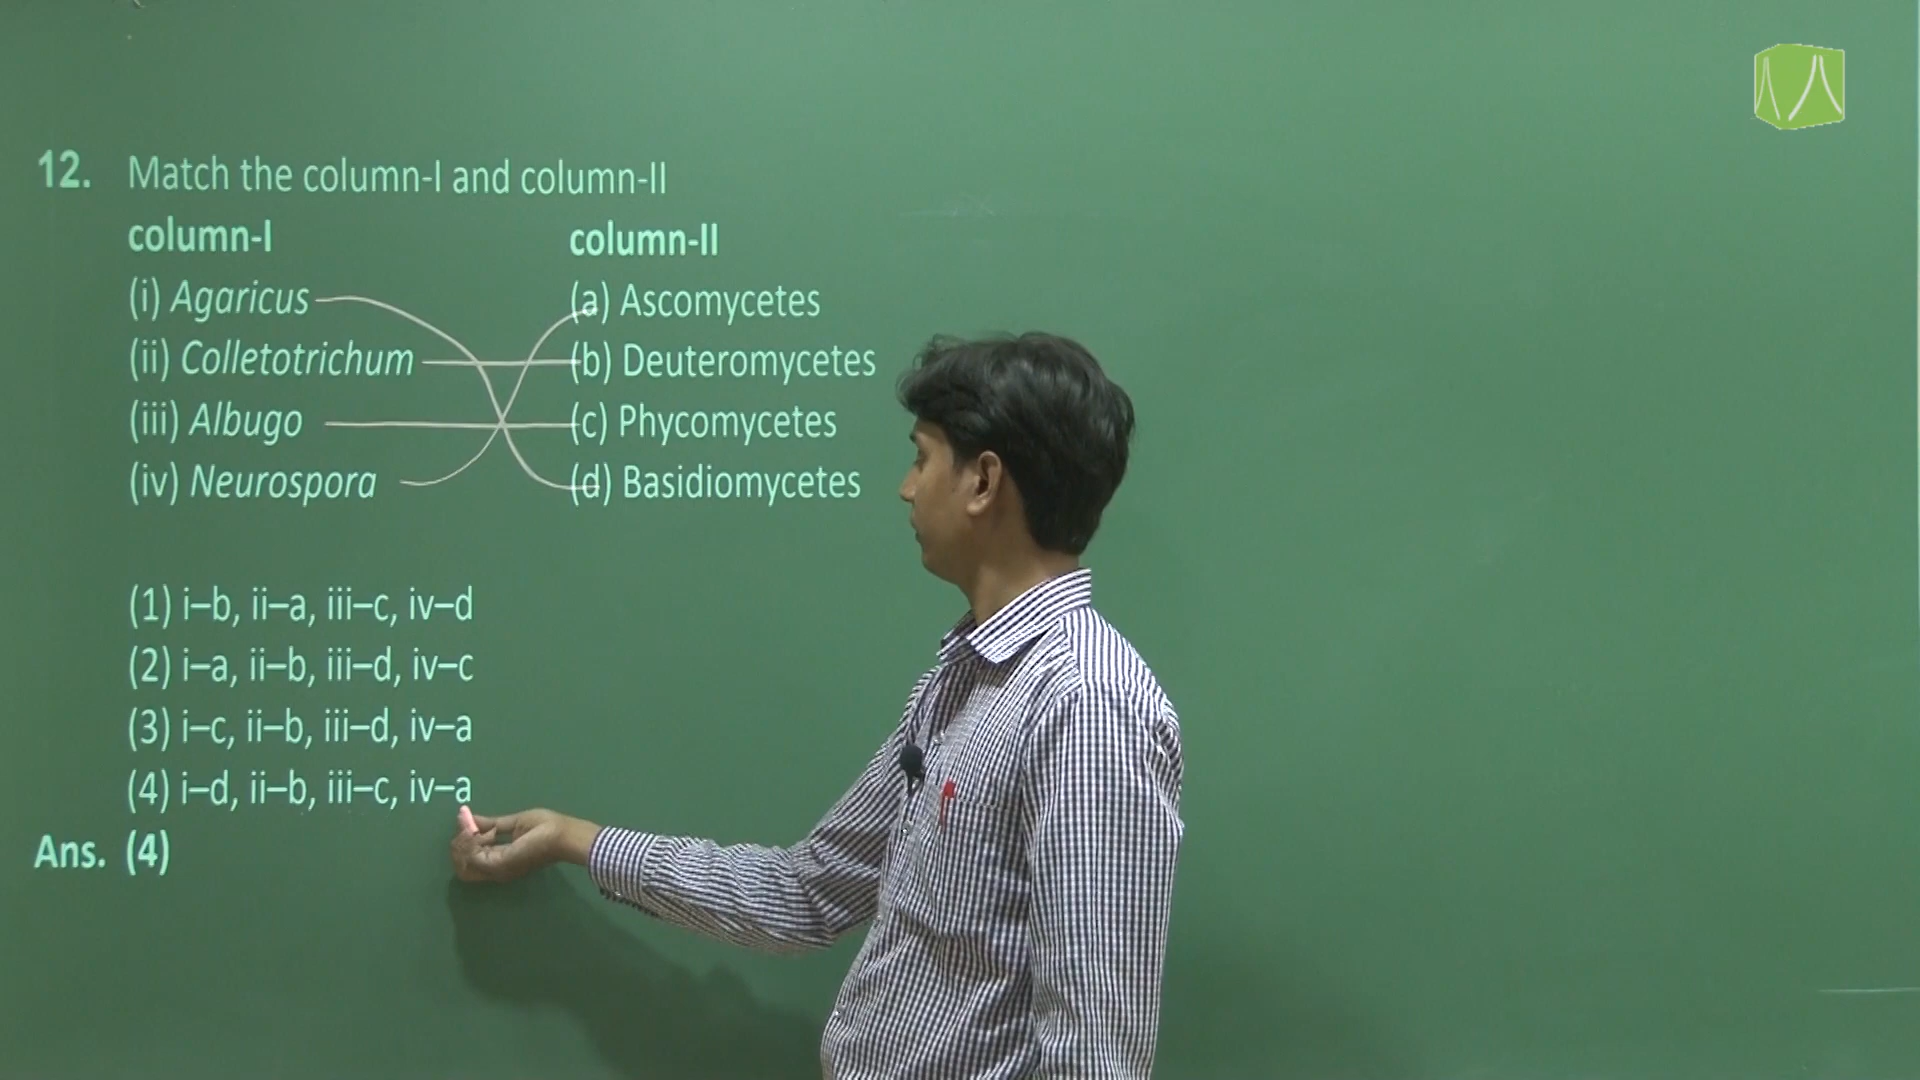 12. Match the column-I and column-II
column-I column-II
(i) Agaricus (a) Ascomycetes
(ii) Colletotrichum (b) Deuteromycetes
(iii) Albugo (c) Phycomycetes
(iv) Neurospora (d) Basidiomycetes
(1) i–b, ii–a, iii–c, iv–d
(2) i–a, ii–b, iii–d, iv–c
(3) i–c, ii–b, iii–d, iv–a
(4) i–d, ii–b, iii–c, iv–a
Ans. (4)